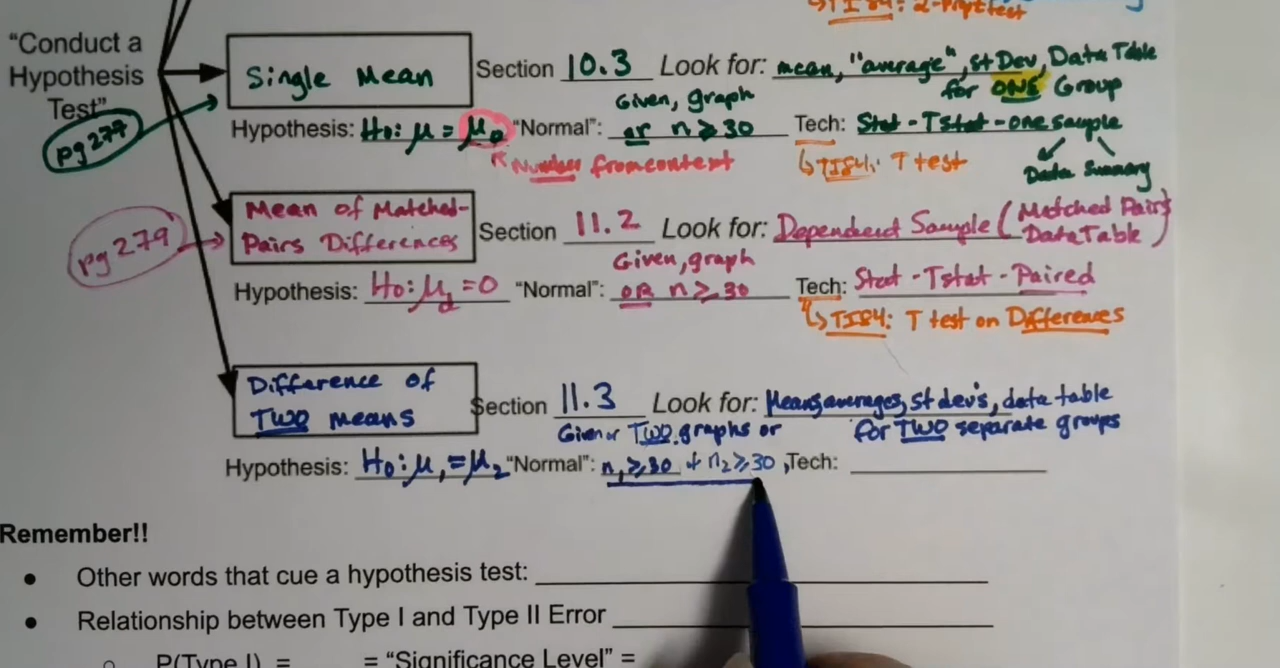 TI84: 2-PropZtest
"Conduct a
Hypothesis
Test"
pg 277
Single Mean
Section 10.3 Look for: mean, "average", st Dev, Data Table
for ONE Group
Given, graph
Hypothesis: H₀: μ = μ₀ "Normal": or n ≥ 30 Tech: Stat - Tstat - one sample
Number from context
TI84: T test
Data Summary
pg 279
Mean of Matched-
Pairs Differences
Section 11.2 Look for: Dependent Sample (Matched Pairs
Data Table)
Given, graph
Hypothesis: H₀: μd = 0 "Normal": OR n ≥ 30 Tech: Stat - Tstat - Paired
TI84: T test on Differences
Difference of
TWO means
Section 11.3 Look for: Means, averages, st dev's, data table
for TWO separate groups
Given or TWO graphs or
Hypothesis: H₀: μ₁ = μ₂ "Normal": n₁ ≥ 30 + n₂ ≥ 30, Tech:
Remember!!
● Other words that cue a hypothesis test:
● Relationship between Type I and Type II Error
○ P(Type I) = = "Significance Level" =